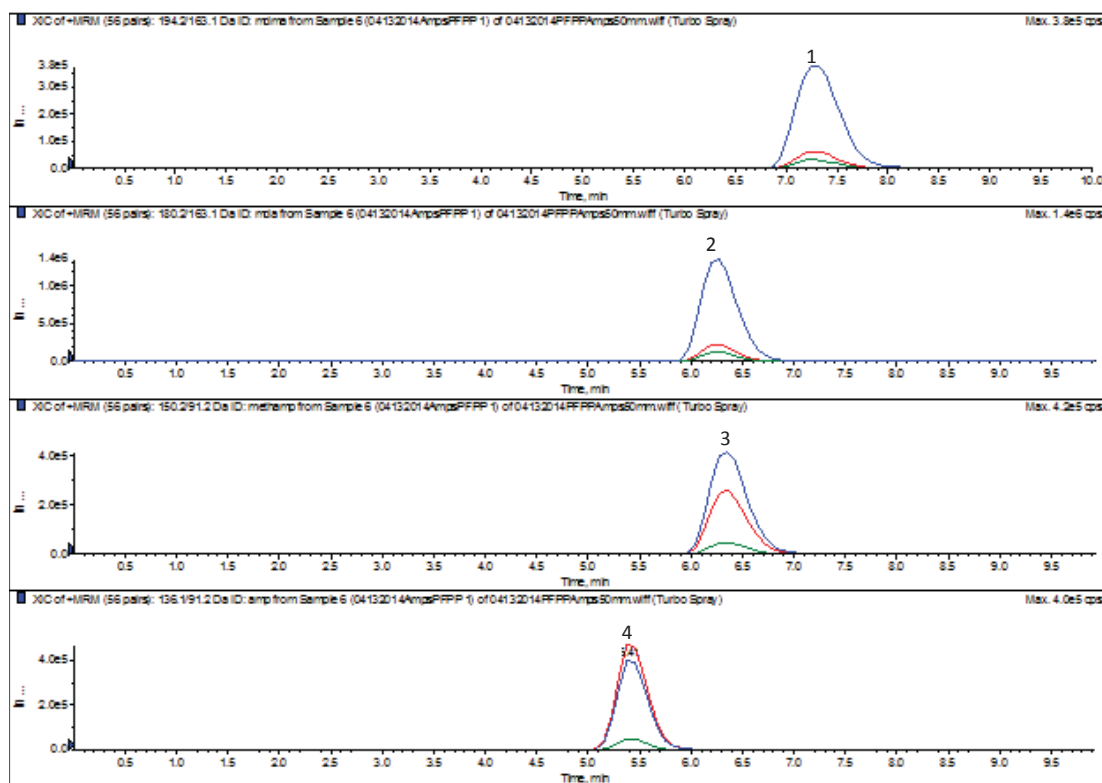 XIC of +MRM (56 pairs): 194.2/163.1 Da ID: mdma from Sample 6 (04132014AmpsPFPP 1) of 04132014PFPPAmps50mm.wiff (Turbo Spray) Max. 3.8e5 cps
1
3.8e5
3.0e5
2.0e5
1.0e5
0.0
0.5 1.0 1.5 2.0 2.5 3.0 3.5 4.0 4.5 5.0 5.5 6.0 6.5 7.0 7.5 8.0 8.5 9.0 9.5 10.0
Time, min
In ...
XIC of +MRM (56 pairs): 180.2/163.1 Da ID: mda from Sample 6 (04132014AmpsPFPP 1) of 04132014PFPPAmps50mm.wiff (Turbo Spray) Max. 1.4e6 cps
2
1.4e6
1.0e6
5.0e5
0.0
0.5 1.0 1.5 2.0 2.5 3.0 3.5 4.0 4.5 5.0 5.5 6.0 6.5 7.0 7.5 8.0 8.5 9.0 9.5
Time, min
In ...
XIC of +MRM (56 pairs): 150.2/91.2 Da ID: methamp from Sample 6 (04132014AmpsPFPP 1) of 04132014PFPPAmps50mm.wiff (Turbo Spray) Max. 4.2e5 cps
3
4.0e5
2.0e5
0.0
0.5 1.0 1.5 2.0 2.5 3.0 3.5 4.0 4.5 5.0 5.5 6.0 6.5 7.0 7.5 8.0 8.5 9.0 9.5
Time, min
In ...
XIC of +MRM (56 pairs): 136.1/91.2 Da ID: amp from Sample 6 (04132014AmpsPFPP 1) of 04132014PFPPAmps50mm.wiff (Turbo Spray) Max. 4.0e5 cps
4
4.0e5
2.0e5
0.0
0.5 1.0 1.5 2.0 2.5 3.0 3.5 4.0 4.5 5.0 5.5 6.0 6.5 7.0 7.5 8.0 8.5 9.0 9.5
Time, min
In ...